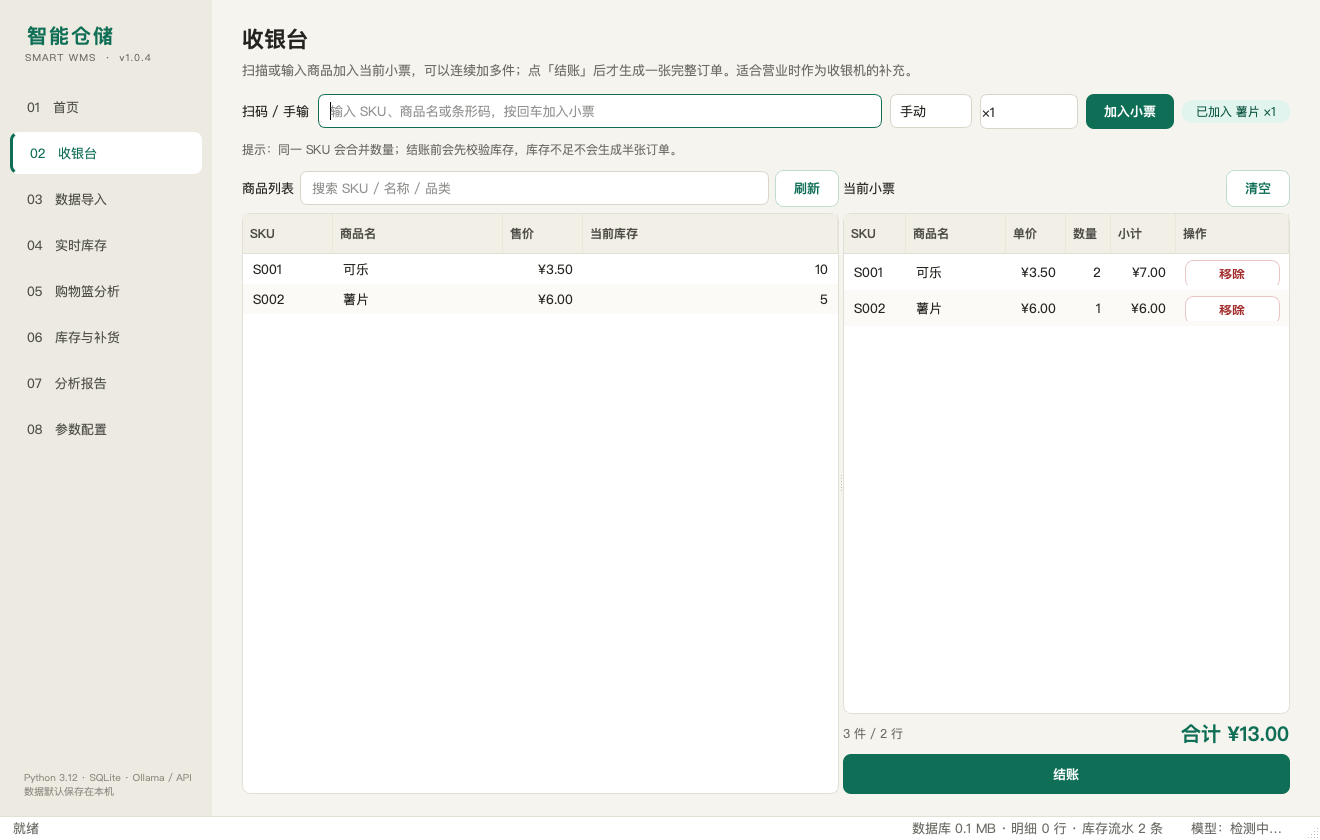 智能仓储
SMART WMS · v1.0.4
01 首页
02 收银台
03 数据导入
04 实时库存
05 购物篮分析
06 库存与补货
07 分析报告
08 参数配置
Python 3.12 · SQLite · Ollama / API
数据默认保存在本机
收银台
扫描或输入商品加入当前小票，可以连续加多件；点「结账」后才生成一张完整订单。适合营业时作为收银机的补充。
扫码 / 手输 输入 SKU、商品名或条形码，按回车加入小票 手动 ×1 加入小票 已加入 薯片 ×1
提示：同一 SKU 会合并数量；结账前会先校验库存，库存不足不会生成半张订单。
商品列表 搜索 SKU / 名称 / 品类 刷新
SKU 商品名 售价 当前库存
S001 可乐 ¥3.50 10
S002 薯片 ¥6.00 5
当前小票 清空
SKU 商品名 单价 数量 小计 操作
S001 可乐 ¥3.50 2 ¥7.00 移除
S002 薯片 ¥6.00 1 ¥6.00 移除
3 件 / 2 行 合计 ¥13.00
结账
就绪 数据库 0.1 MB · 明细 0 行 · 库存流水 2 条 模型：检测中...